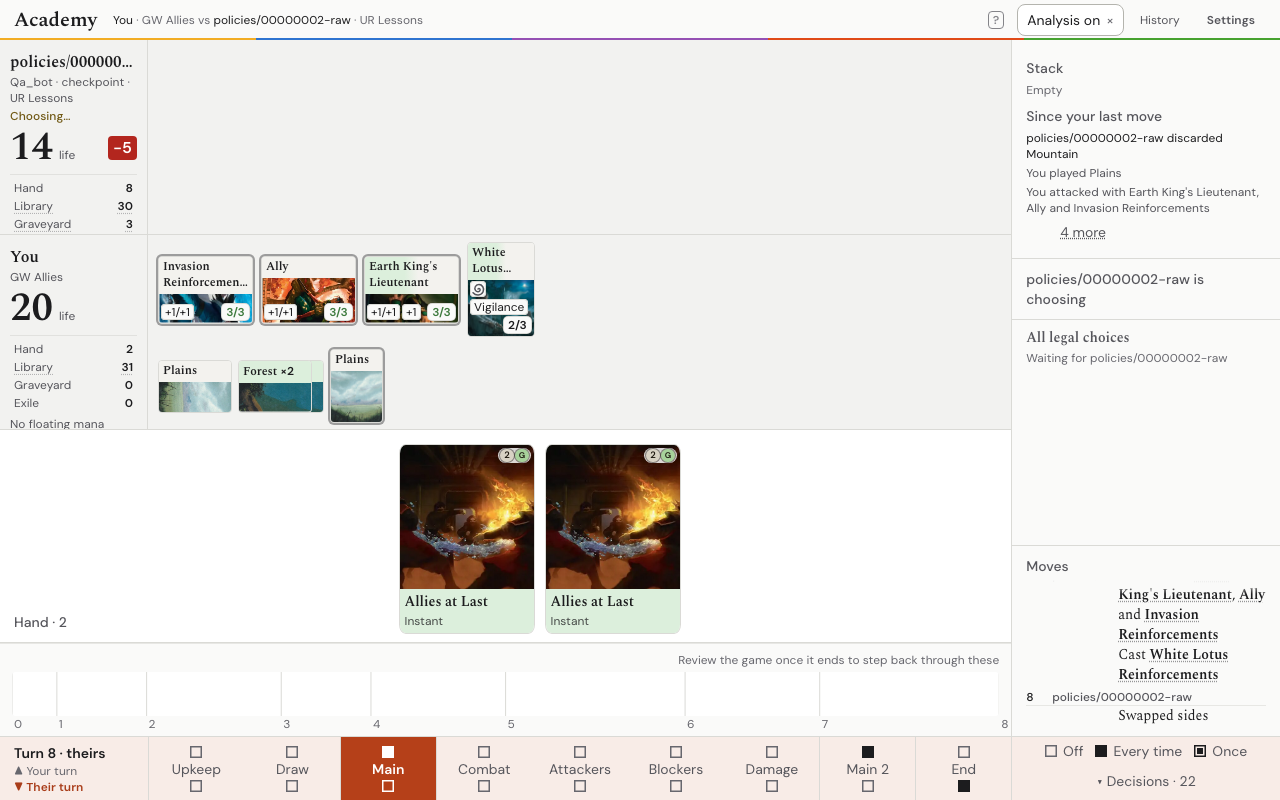 Academy
You · GW Allies vs policies/00000002-raw · UR Lessons
?
Analysis on ×
History
Settings
policies/000000...
Qa_bot · checkpoint ·
UR Lessons
Choosing...
14 life
-5
Hand 8
Library 30
Graveyard 3
You
GW Allies
20 life
Hand 2
Library 31
Graveyard 0
Exile 0
No floating mana
Invasion
Reinforcemen...
+1/+1
3/3
Ally
+1/+1
3/3
Earth King's
Lieutenant
+1/+1
+1
3/3
White
Lotus...
Vigilance
2/3
Plains
Forest ×2
Plains
Hand · 2
2 G
Allies at Last
Instant
2 G
Allies at Last
Instant
Stack
Empty
Since your last move
policies/00000002-raw discarded
Mountain
You played Plains
You attacked with Earth King's Lieutenant,
Ally and Invasion Reinforcements
4 more
policies/00000002-raw is
choosing
All legal choices
Waiting for policies/00000002-raw
Moves
King's Lieutenant, Ally
and Invasion
Reinforcements
Cast White Lotus
Reinforcements
8 policies/00000002-raw
Swapped sides
Review the game once it ends to step back through these
0 1 2 3 4 5 6 7 8
Turn 8 · theirs
▲ Your turn
▼ Their turn
Upkeep
Draw
Main
Combat
Attackers
Blockers
Damage
Main 2
End
Off
Every time
Once
▾ Decisions · 22